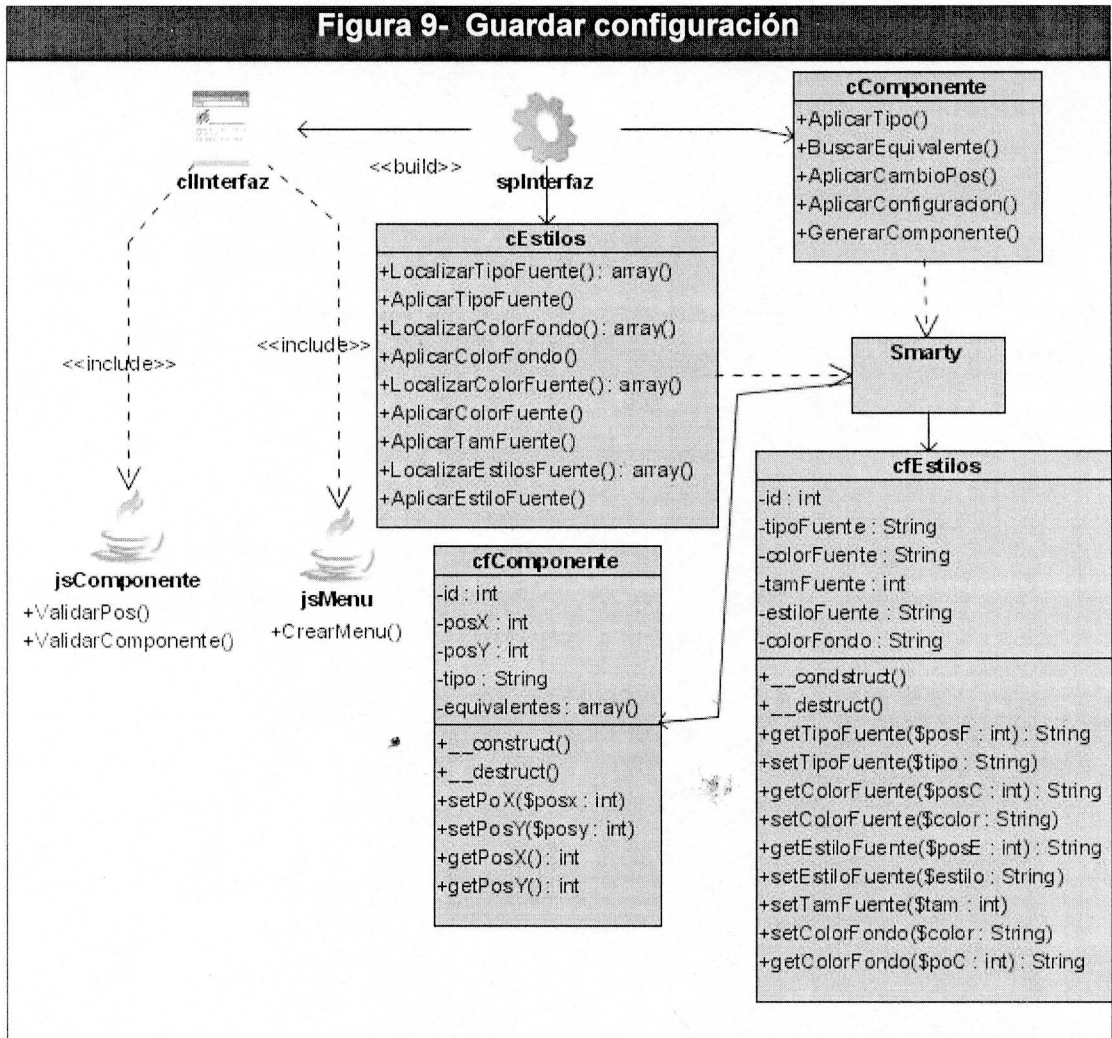 Figura 9- Guardar configuración
cComponente
+AplicarTipo()
+BuscarEquivalente()
+AplicarCambioPos()
+AplicarConfiguracion()
+GenerarComponente()
<<build>>
clInterfaz
spInterfaz
cEstilos
+LocalizarTipoFuente() : array()
+AplicarTipoFuente()
+LocalizarColorFondo() : array()
+AplicarColorFondo()
+LocalizarColorFuente() : array()
+AplicarColorFuente()
+AplicarTamFuente()
+LocalizarEstilosFuente() : array()
+AplicarEstiloFuente()
<<include>>
<<include>>
Smarty
jsComponente
+ValidarPos()
+ValidarComponente()
jsMenu
+CrearMenu()
cfComponente
-id : int
-posX : int
-posY : int
-tipo : String
-equivalentes : array()
+__construct()
+__destruct()
+setPoX($posx : int)
+setPosY($posy : int)
+getPosX() : int
+getPosY() : int
cfEstilos
-id : int
-tipoFuente : String
-colorFuente : String
-tamFuente : int
-estiloFuente : String
-colorFondo : String
+__condstruct()
+__destruct()
+getTipoFuente($posF : int) : String
+setTipoFuente($tipo : String)
+getColorFuente($posC : int) : String
+setColorFuente($color : String)
+getEstiloFuente($posE : int) : String
+setEstiloFuente($estilo : String)
+setTamFuente($tam : int)
+setColorFondo($color : String)
+getColorFondo($poC : int) : String